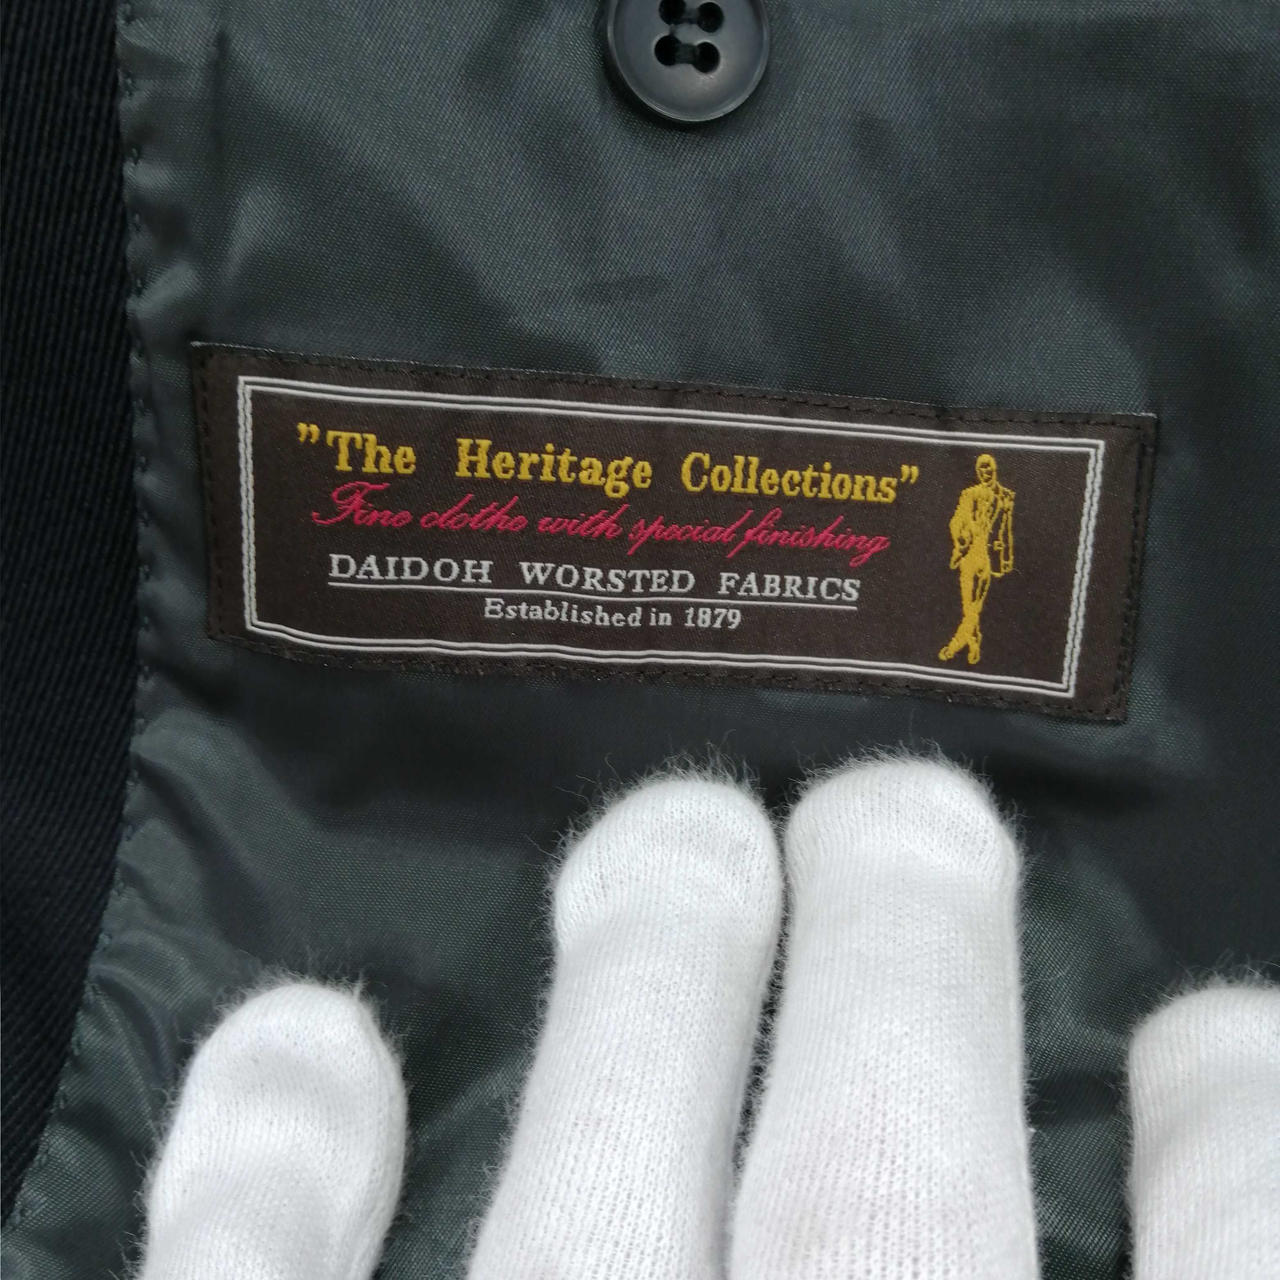 "The Heritage Collections"
Fine clothe with special finishing
DAIDOH WORSTED FABRICS
Established in 1879